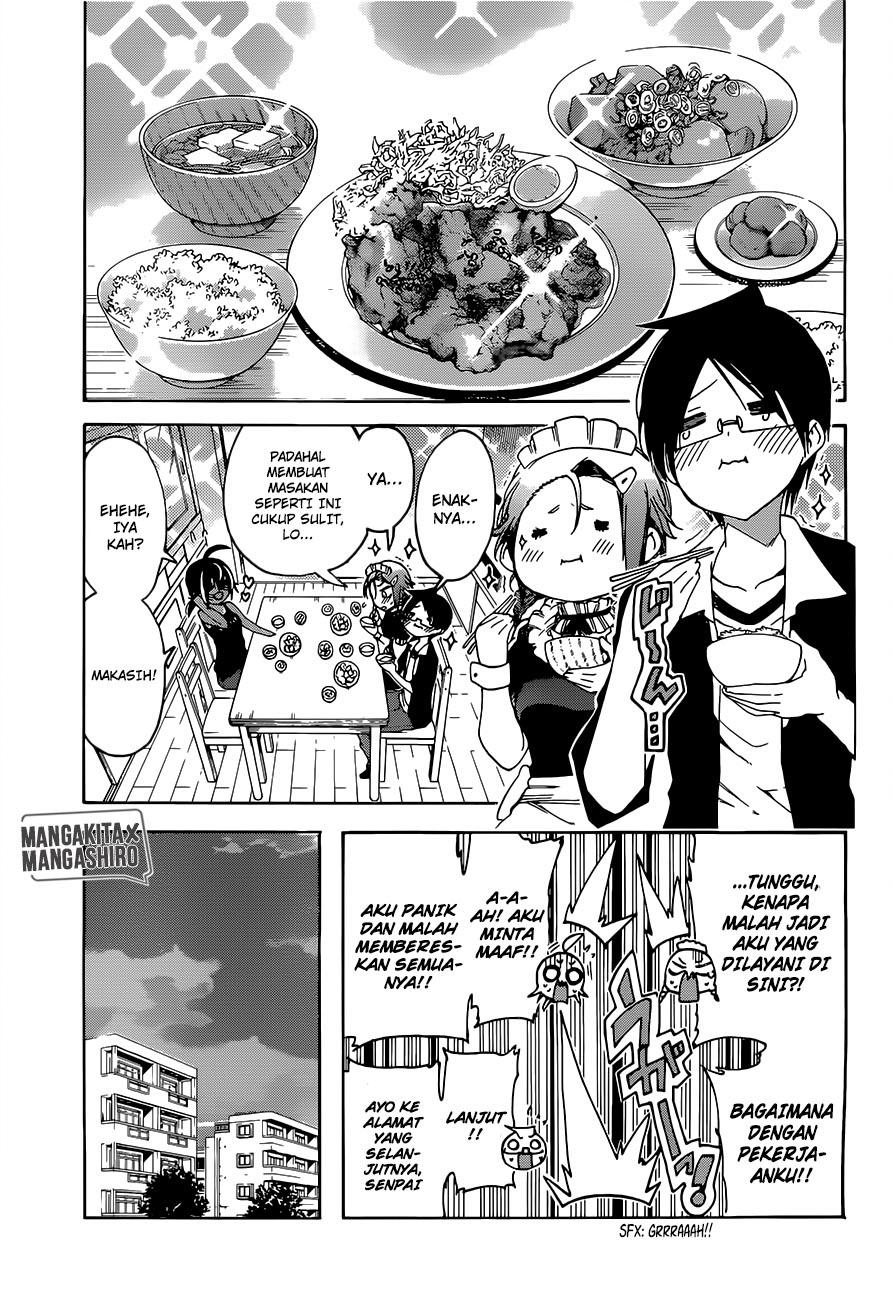 ENAK-
NYA...
YA...
PADAHAL
MEMBUAT
MASAKAN
SEPERTI INI
CUKUP SULIT,
LO...
EHEHE,
IYA
KAH?
MAKASIH!
じ〜ん...
MANGAKITA X
MANGASHIRO
...TUNGGU,
KENAPA
MALAH JADI
AKU YANG
DILAYANI DI
SINI?!
BAGAIMANA
DENGAN
PEKERJA-
ANKU!!
A-A-
AH! AKU
MINTA
MAAF!!
AKU PANIK
DAN MALAH
MEMBERES-
KAN SEMUA-
NYA!!
LANJUT
!!
AYO KE
ALAMAT
YANG
SELAN-
JUTNYA,
SENPAI
SFX: GRRRAAAH!!